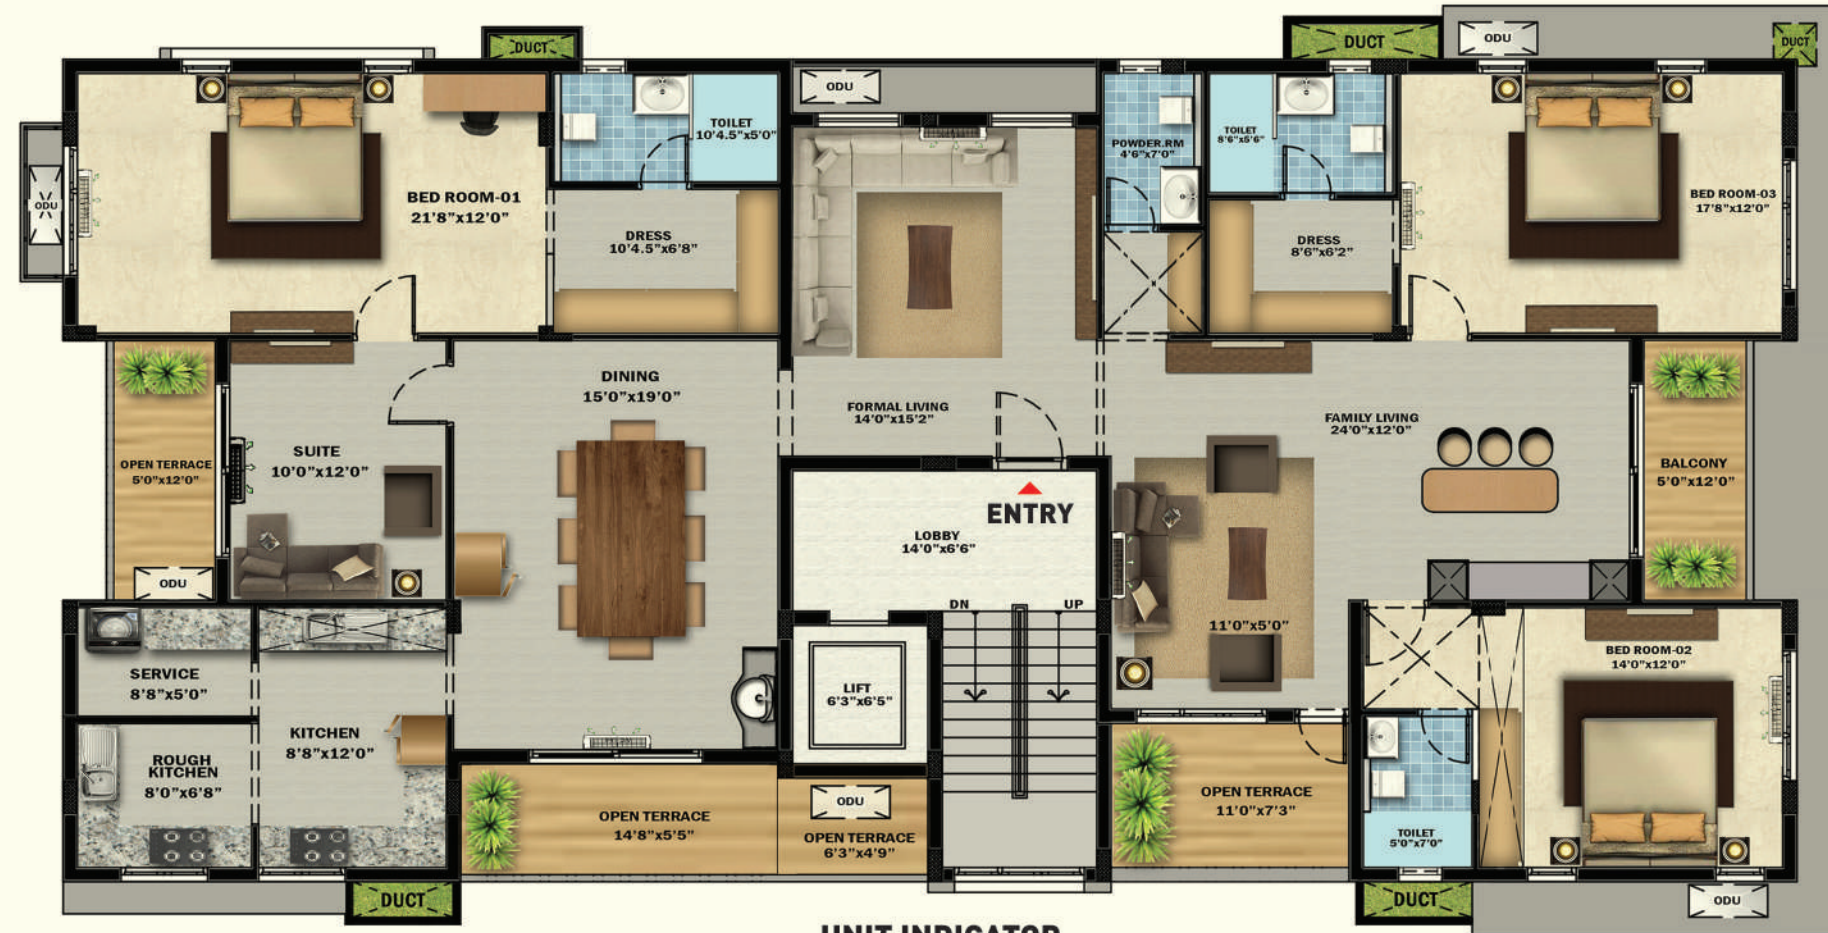 DUCT
DUCT
ODU
DUCT
ODU
TOILET
10'4.5"x5'0"
POWDER.RM
4'6"x7'0"
TOILET
8'6"x5'6"
BED ROOM-01
21'8"x12'0"
BED ROOM-03
17'8"x12'0"
ODU
DRESS
10'4.5"x6'8"
DRESS
8'6"x6'2"
DINING
15'0"x19'0"
FORMAL LIVING
14'0"x15'2"
FAMILY LIVING
24'0"x12'0"
SUITE
10'0"x12'0"
OPEN TERRACE
5'0"x12'0"
BALCONY
5'0"x12'0"
ENTRY
LOBBY
14'0"x6'6"
ODU
DN
UP
11'0"x5'0"
BED ROOM-02
14'0"x12'0"
SERVICE
8'8"x5'0"
LIFT
6'3"x6'5"
KITCHEN
8'8"x12'0"
ROUGH
KITCHEN
8'0"x6'8"
OPEN TERRACE
14'8"x5'5"
ODU
OPEN TERRACE
6'3"x4'9"
OPEN TERRACE
11'0"x7'3"
TOILET
5'0"x7'0"
DUCT
DUCT
ODU
UNIT INDICATOR